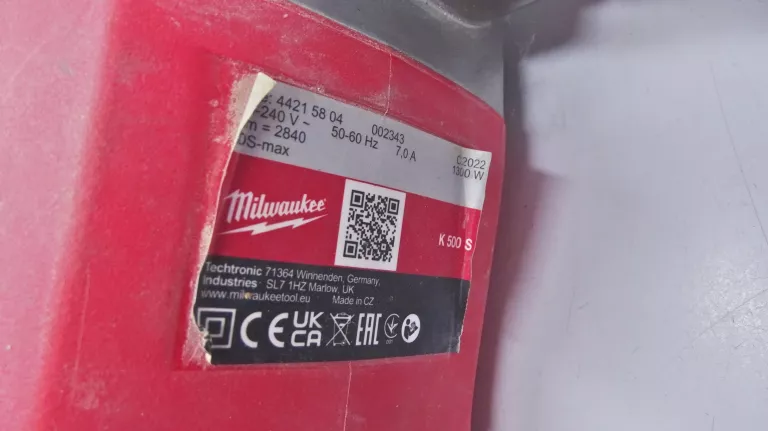 : 4421 58 04 002343 2022
-240 V ~ 50-60 Hz 7,0 A 1300 W
m = 2840
DS-max
Milwaukee
K 500 S
Techtronic 71364 Winnenden, Germany,
Industries SL7 1HZ Marlow, UK
www.milwaukeetool.eu Made in CZ
CE UK CA EAC